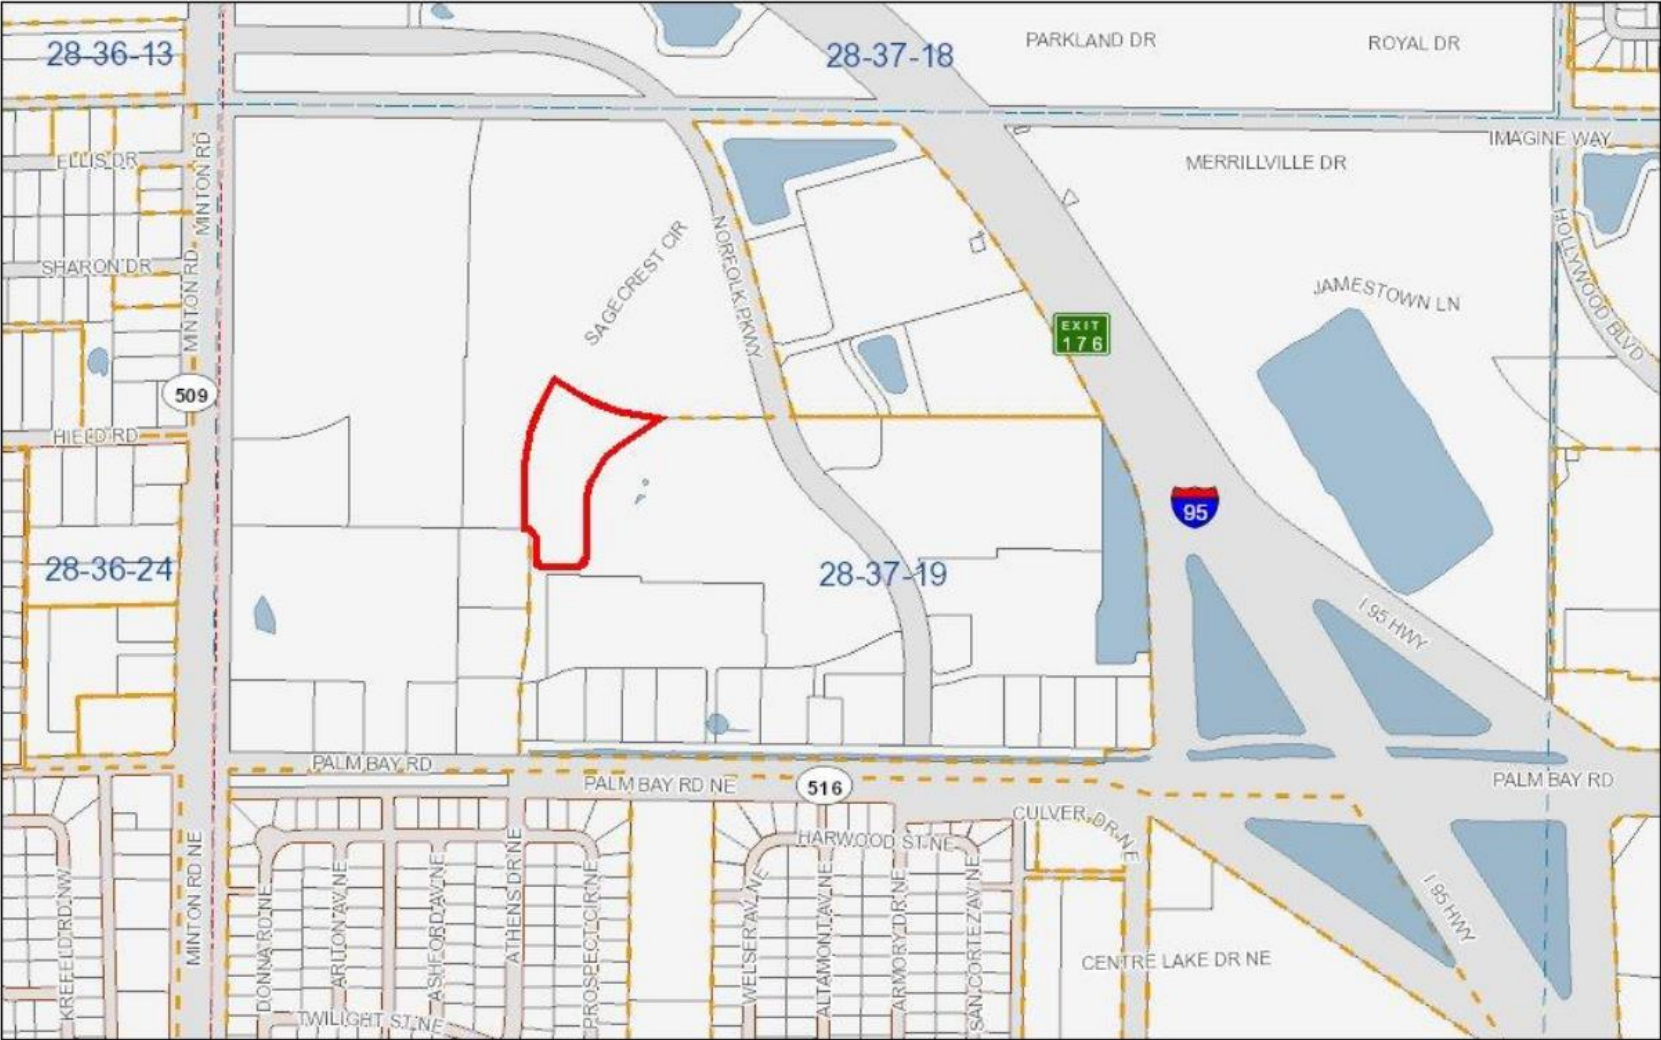 28-36-13
28-37-18
PARKLAND DR
ROYAL DR
ELLIS DR
MINTON RD
IMAGINE WAY
MERRILLVILLE DR
SHARON DR
MINTON RD
SAGECREST CIR
NORFOLK PKWY
HOLLYWOOD BLVD
JAMESTOWN LN
EXIT
176
509
HIELD RD
95
28-36-24
28-37-19
I 95 HWY
PALM BAY RD
PALM BAY RD NE
516
PALM BAY RD
CULVER DR NE
HARWOOD ST NE
KREFELD RD NW
MINTON RD NE
DONNA RD NE
ARLTON AV NE
ASHFORD AV NE
ATHENS DR NE
PROSPECT CIR NE
WELSER AV NE
ALTAMONT AV NE
ARMORY DR NE
SAN CORTEZ AV NE
I 95 HWY
CENTRE LAKE DR NE
TWILIGHT ST NE